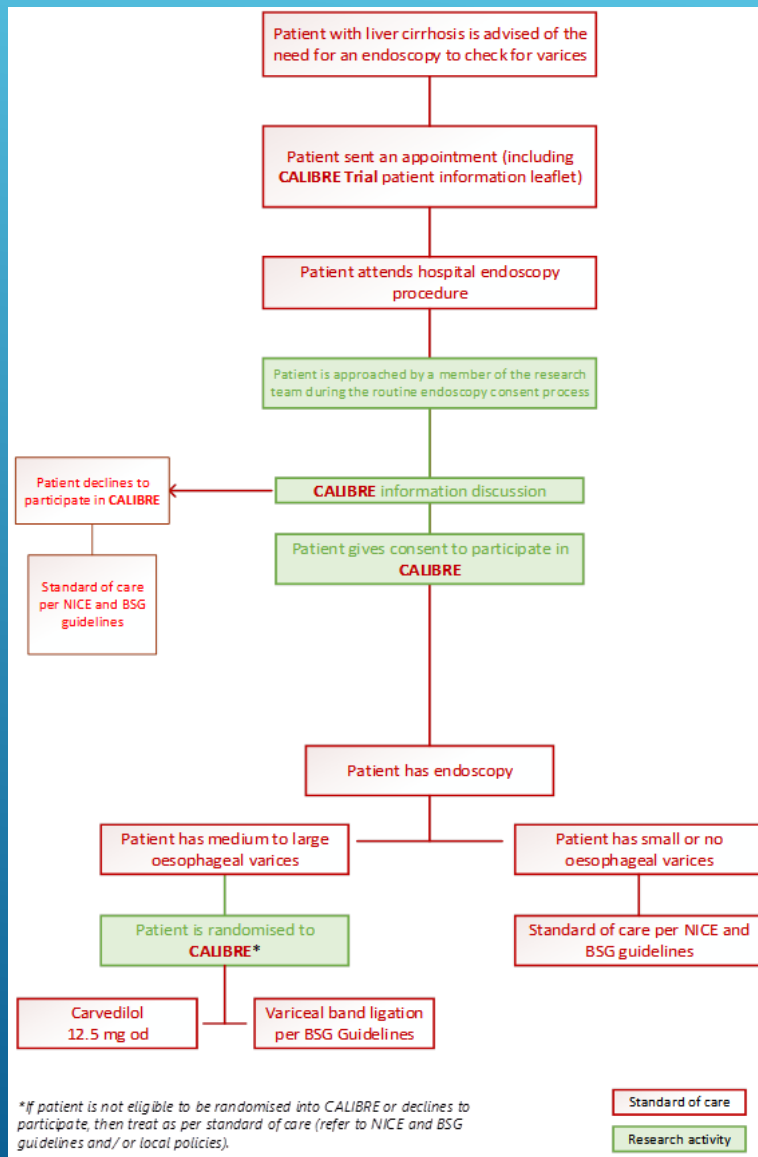 Patient with liver cirrhosis is advised of the
need for an endoscopy to check for varices
Patient sent an appointment (including
CALIBRE Trial patient information leaflet)
Patient attends hospital endoscopy
procedure
Patient is approached by a member of the research
team during the routine endoscopy consent process
CALIBRE information discussion
Patient declines to
participate in CALIBRE
Standard of care
per NICE and BSG
guidelines
Patient gives consent to participate in
CALIBRE
Patient has endoscopy
Patient has medium to large
oesophageal varices
Patient has small or no
oesophageal varices
Patient is randomised to
CALIBRE*
Standard of care per NICE and
BSG guidelines
Carvedilol
12.5 mg od
Variceal band ligation
per BSG Guidelines
*If patient is not eligible to be randomised into CALIBRE or declines to
participate, then treat as per standard of care (refer to NICE and BSG
guidelines and/ or local policies).
Standard of care
Research activity